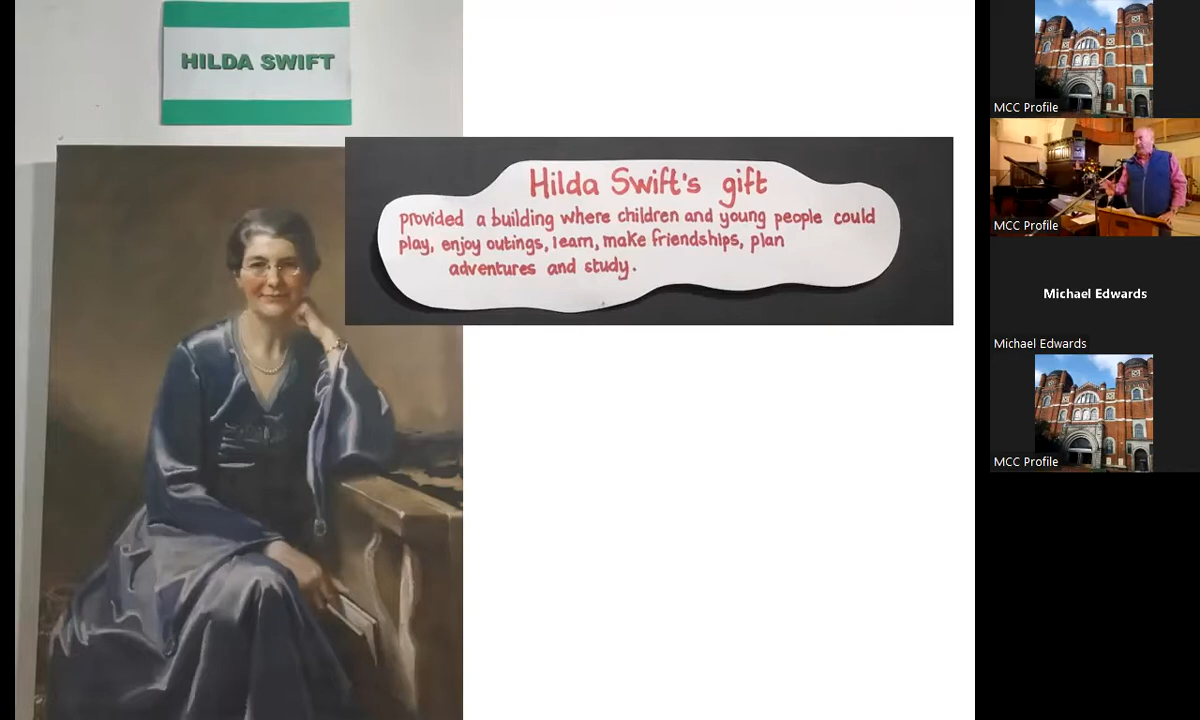 HILDA SWIFT
Hilda Swift's gift
provided a building where children and young people could
play, enjoy outings, learn, make friendships, plan
adventures and study.
MCC Profile
MCC Profile
Michael Edwards
Michael Edwards
MCC Profile